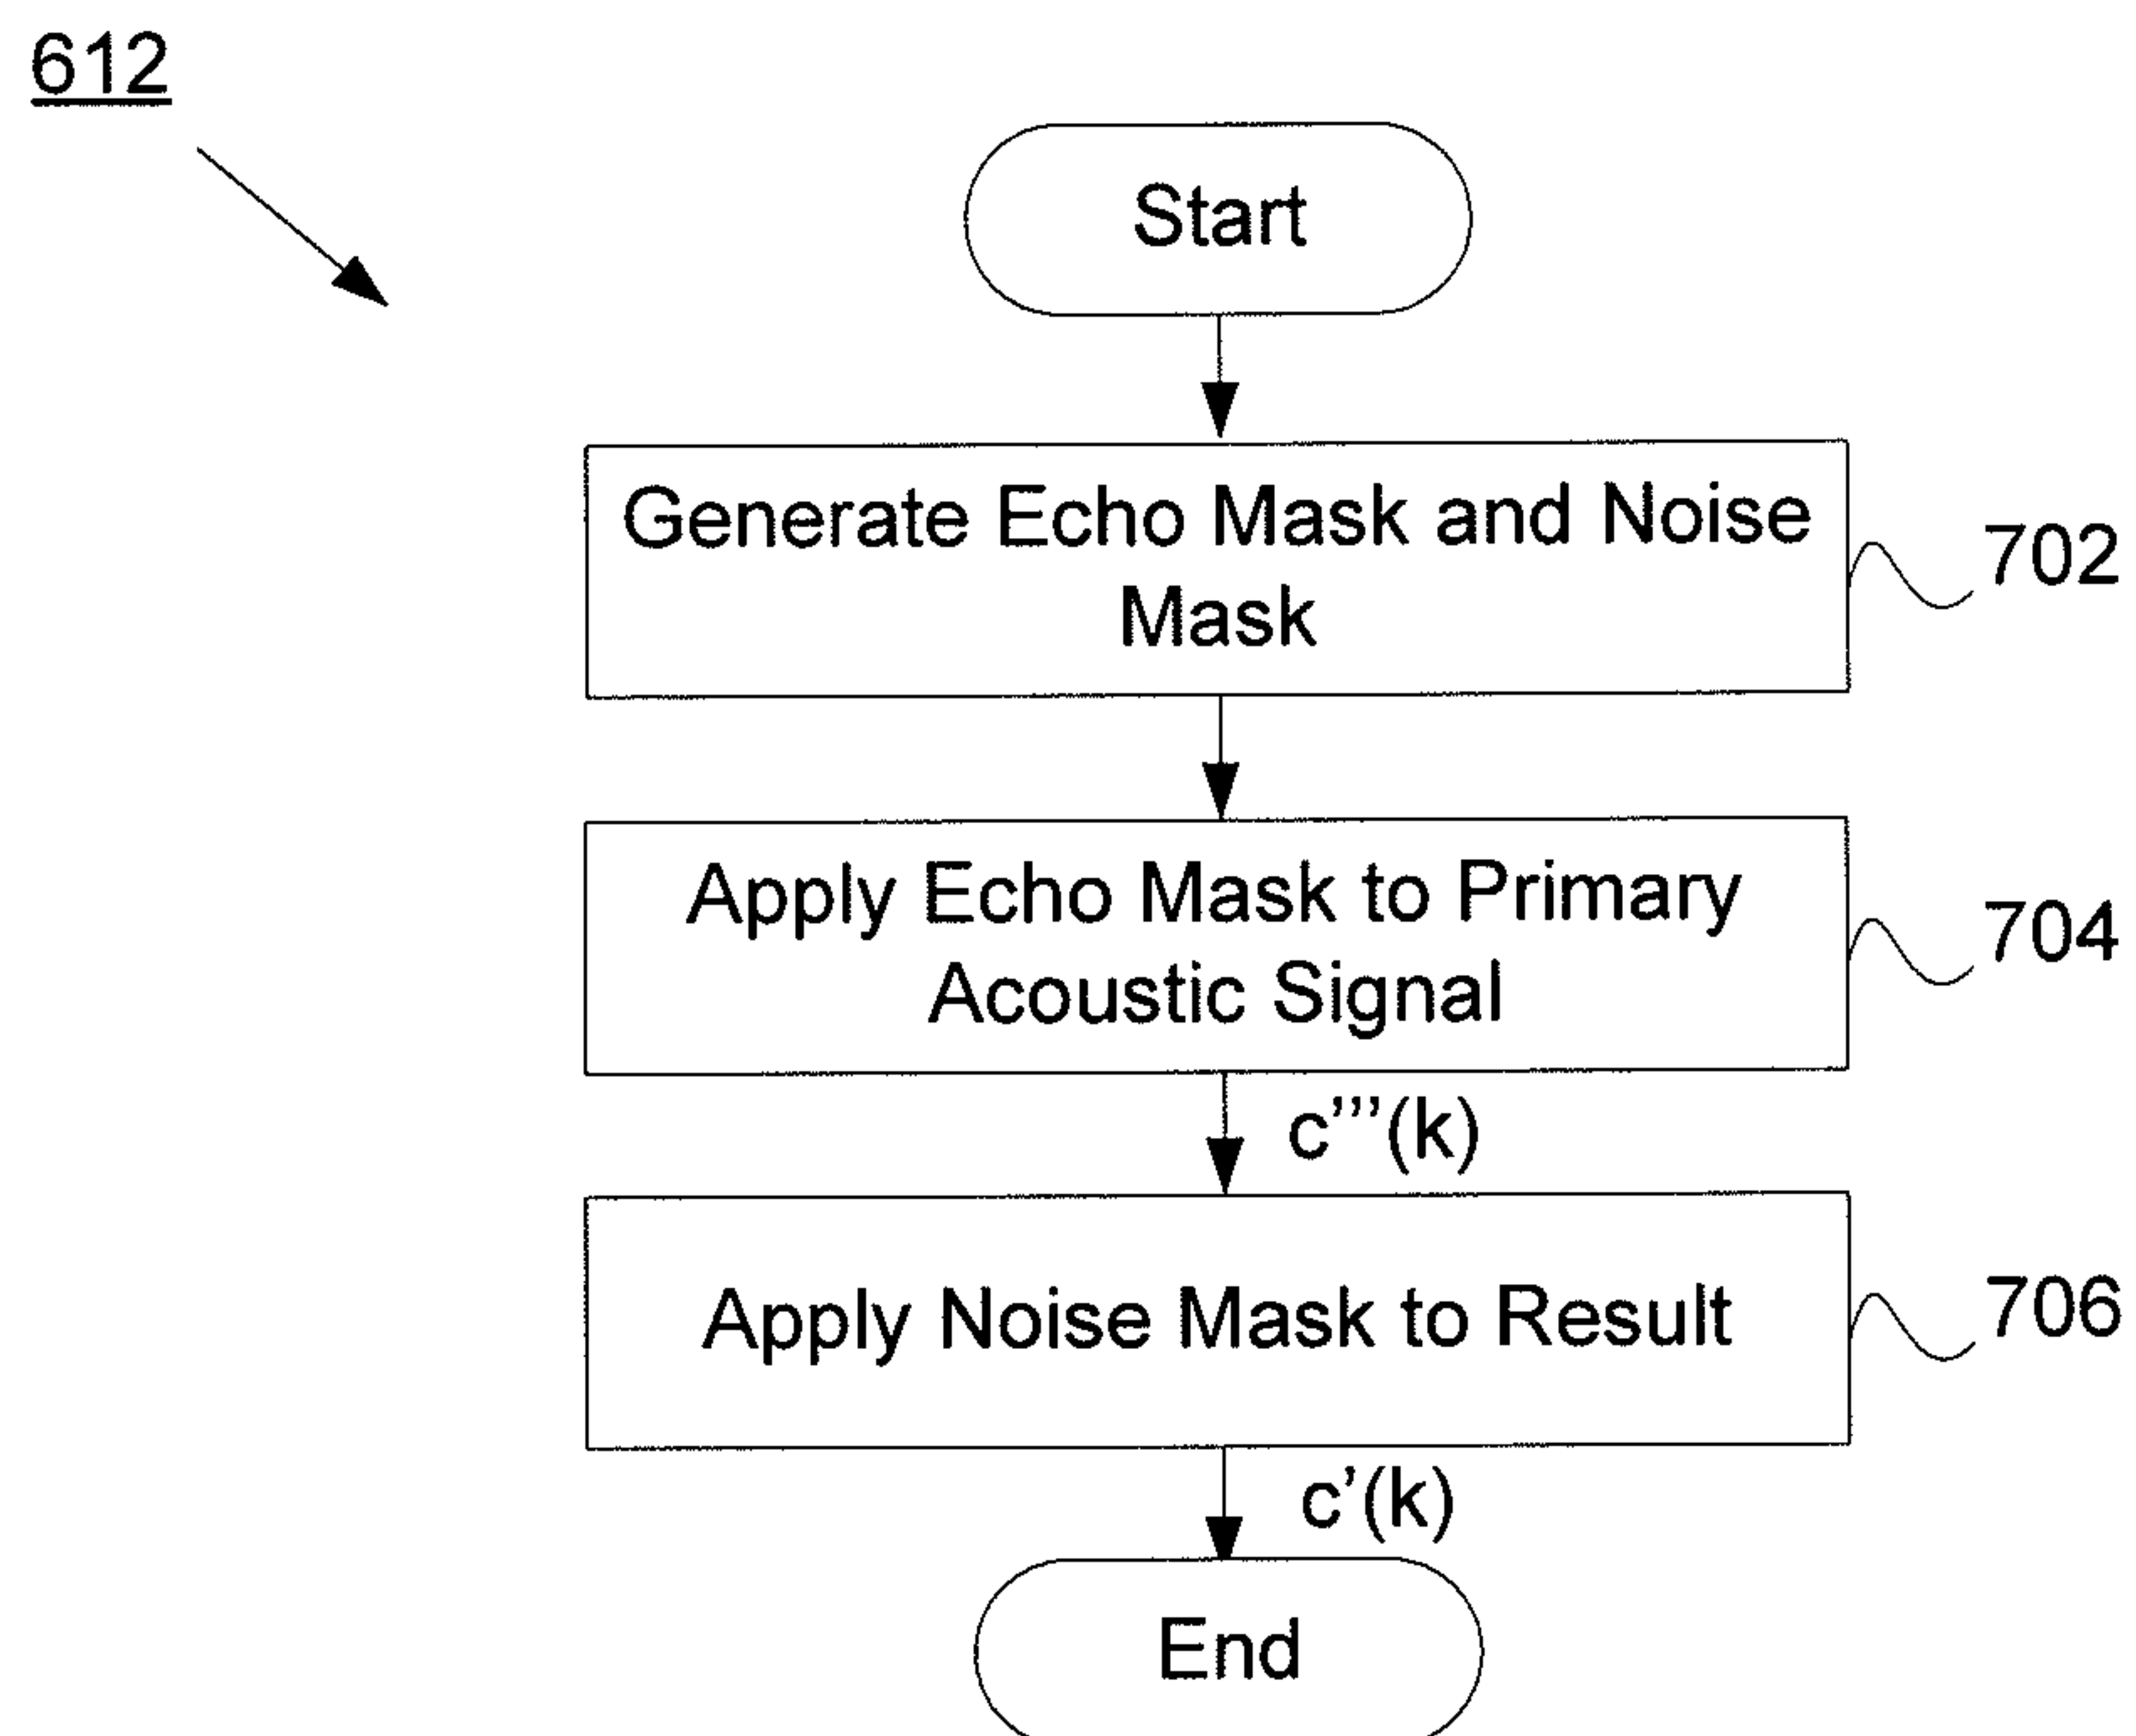 612
Start
Generate Echo Mask and Noise
Mask
702
Apply Echo Mask to Primary
Acoustic Signal
704
c’’’(k)
Apply Noise Mask to Result
706
c’(k)
End